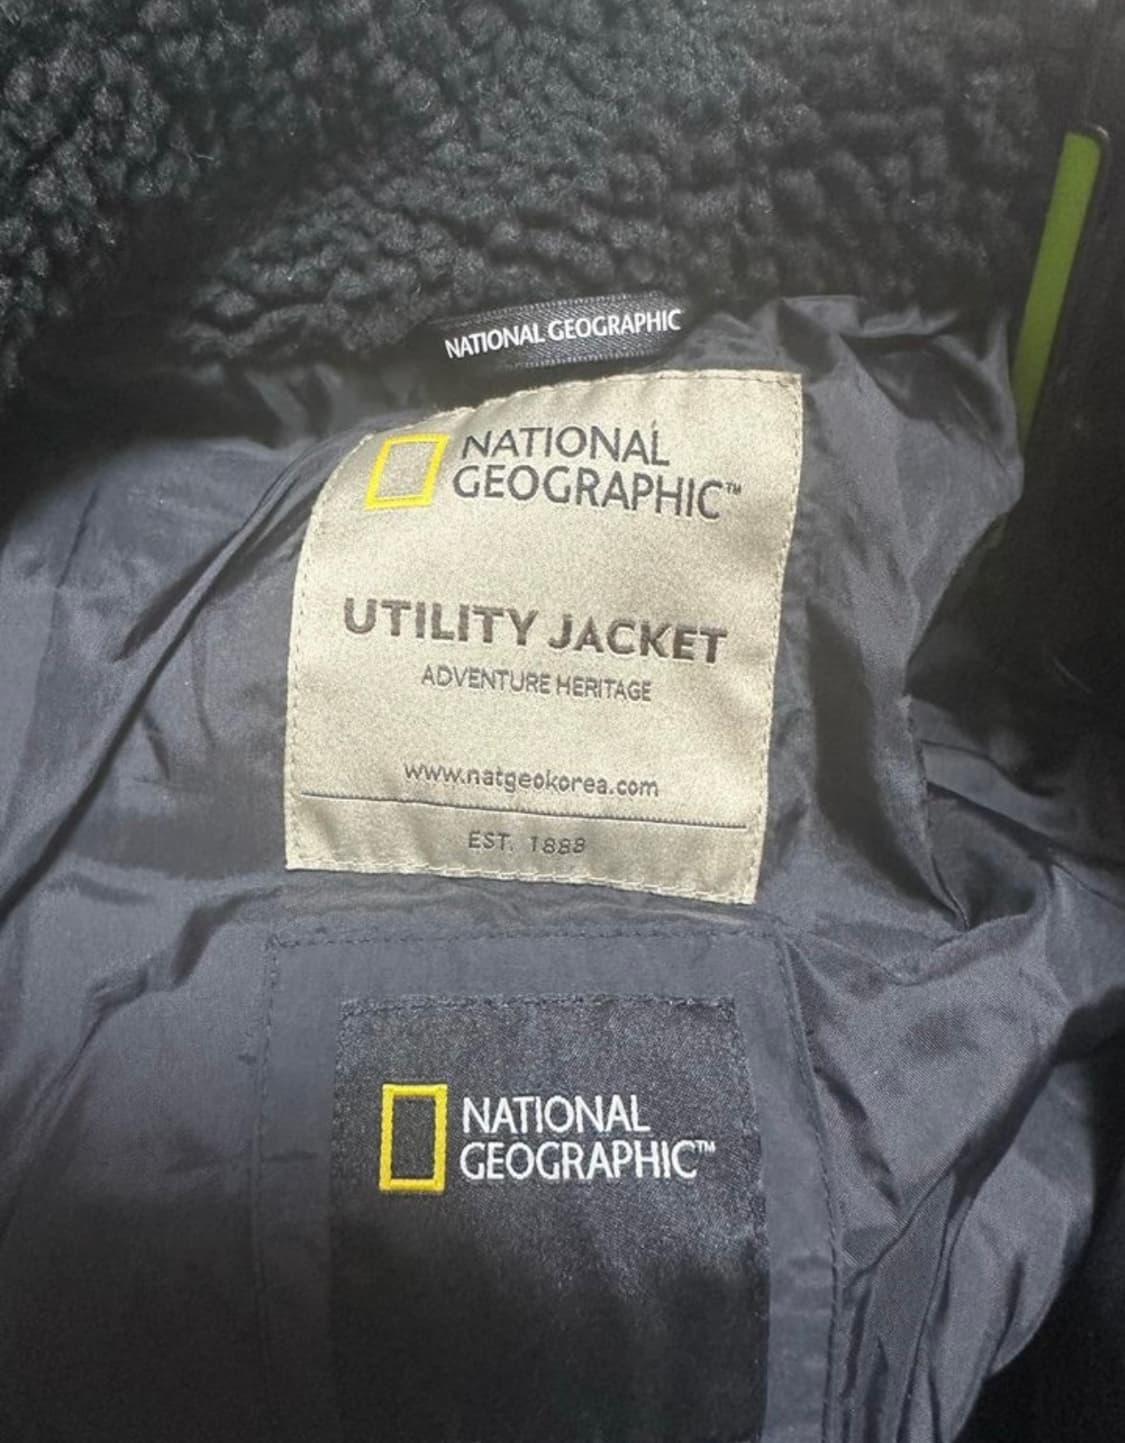 NATIONAL GEOGRAPHIC
NATIONAL
GEOGRAPHIC™
UTILITY JACKET
ADVENTURE HERITAGE
www.natgeokorea.com
EST. 1888
NATIONAL
GEOGRAPHIC™